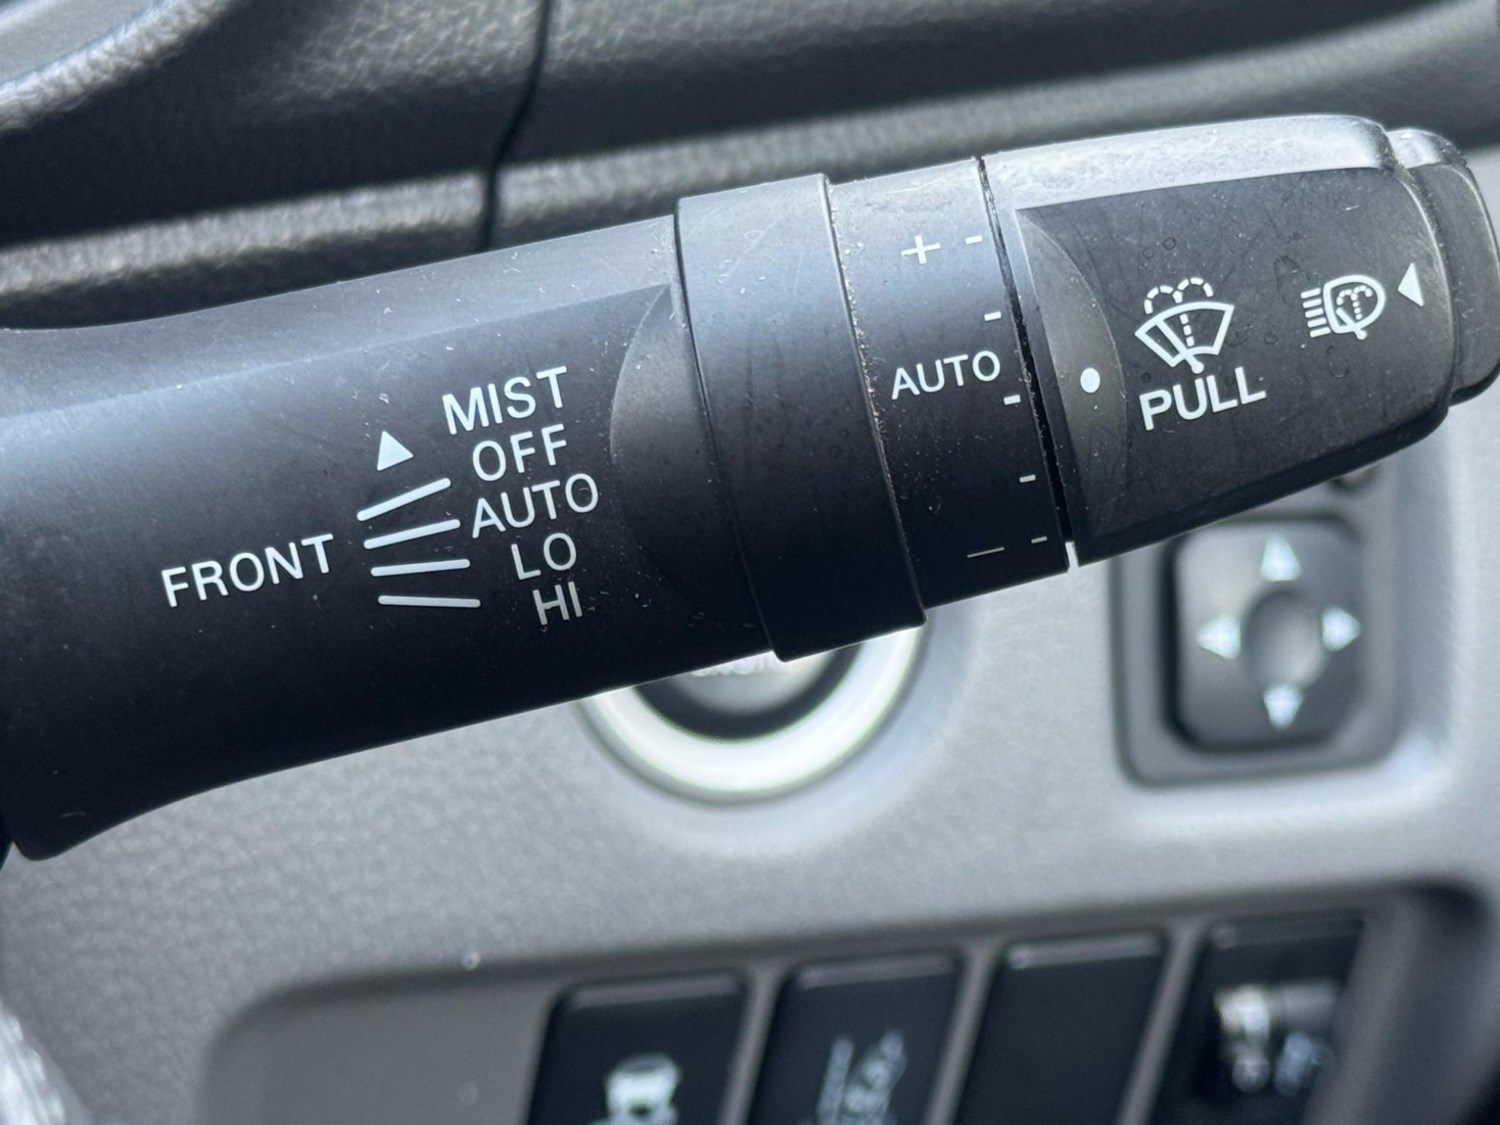 MIST
OFF
AUTO
LO
HI
FRONT
+
AUTO
—
PULL